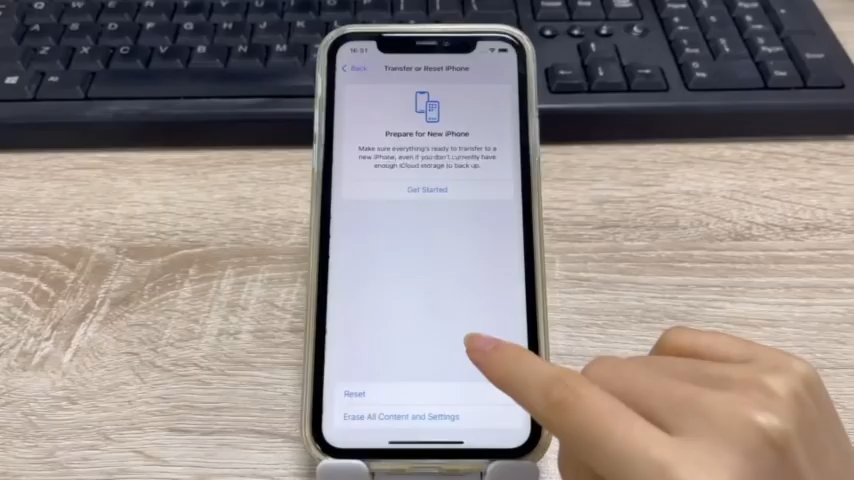 16:31
Back
Transfer or Reset iPhone
Prepare for New iPhone
Make sure everything's ready to transfer to a
new iPhone, even if you don't currently have
enough iCloud storage to back up.
Get Started
Reset
Erase All Content and Settings